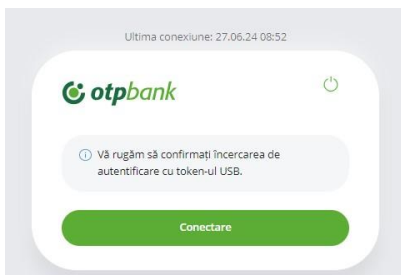 Ultima conexiune: 27.06.24 08:52
otpbank
Vă rugăm să confirmați încercarea de
autentificare cu token-ul USB.
Conectare